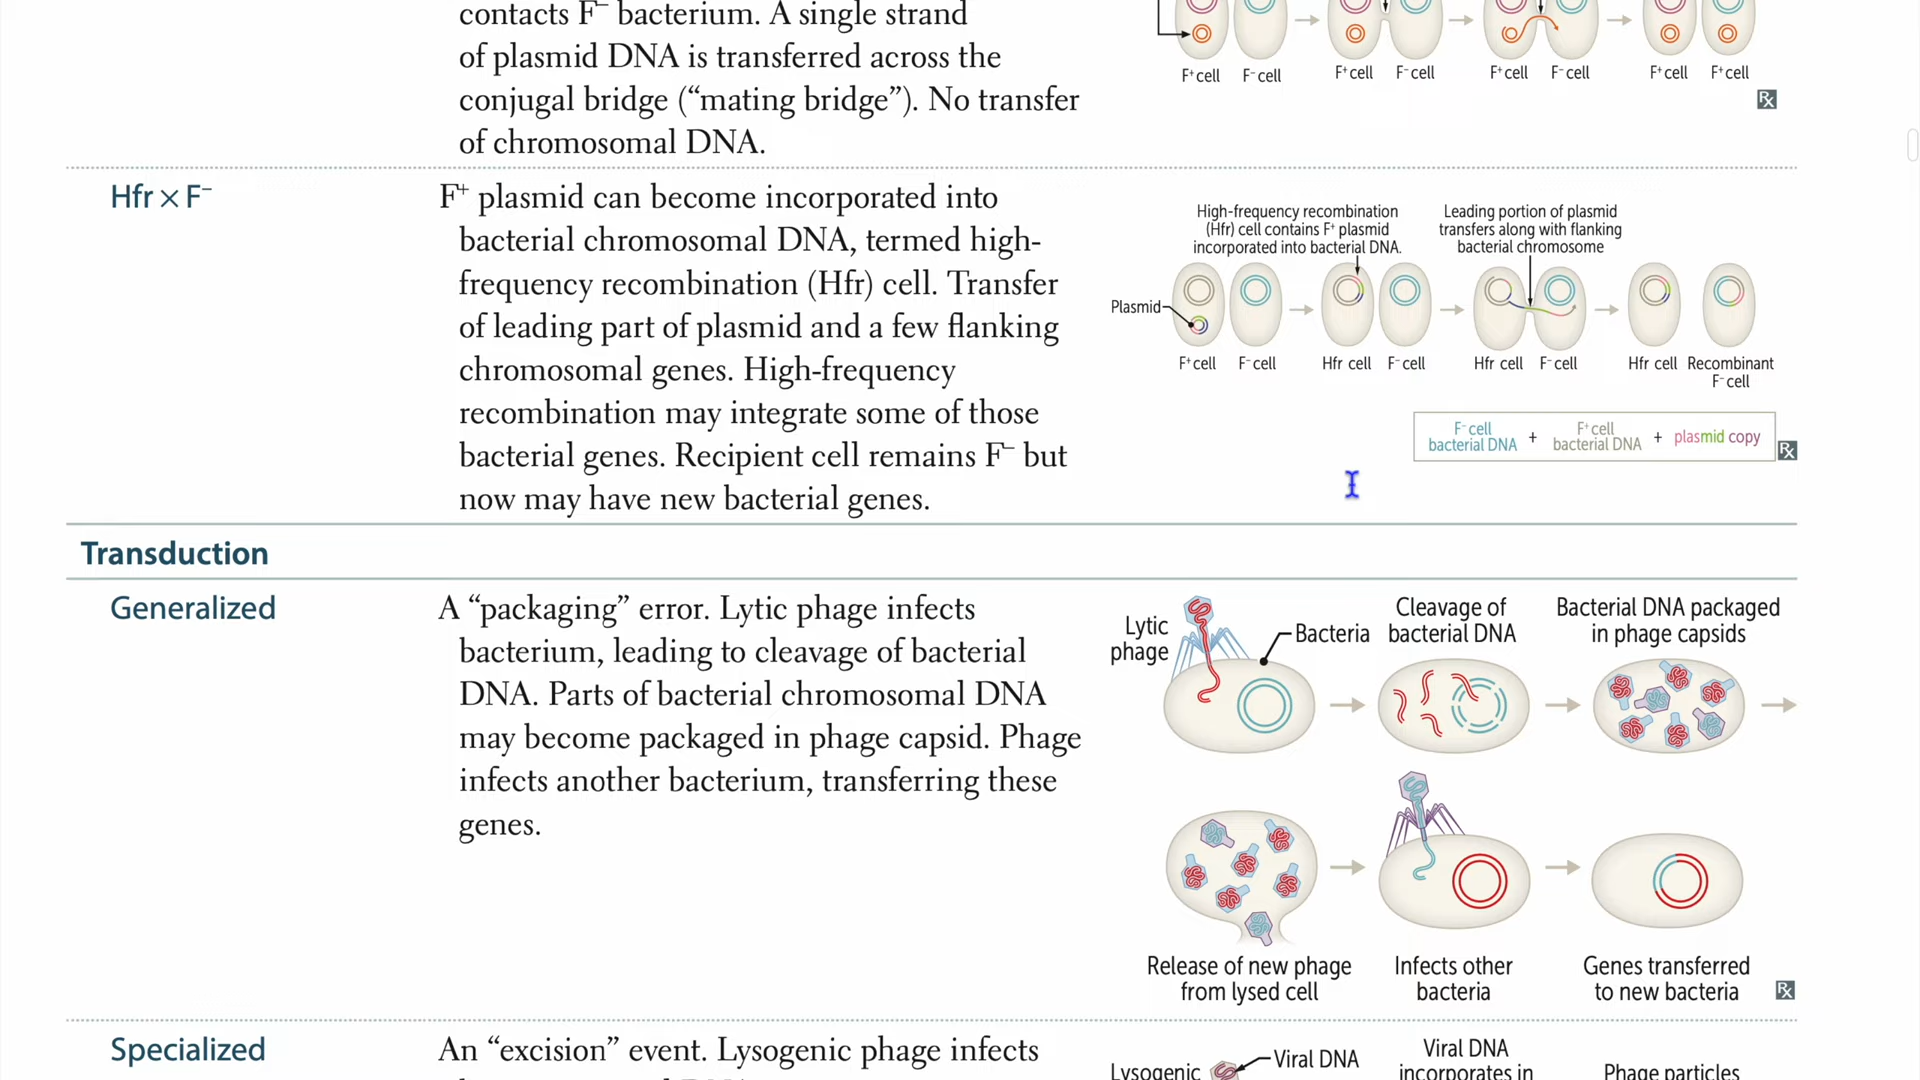 contacts F– bacterium. A single strand
of plasmid DNA is transferred across the
conjugal bridge (“mating bridge”). No transfer
of chromosomal DNA.
F+ cell F– cell F+ cell F– cell F+ cell F– cell F+ cell F+ cell
Rx
Hfr × F–
F+ plasmid can become incorporated into
bacterial chromosomal DNA, termed high-
frequency recombination (Hfr) cell. Transfer
of leading part of plasmid and a few flanking
chromosomal genes. High-frequency
recombination may integrate some of those
bacterial genes. Recipient cell remains F– but
now may have new bacterial genes.
High-frequency recombination
(Hfr) cell contains F+ plasmid
incorporated into bacterial DNA.
Leading portion of plasmid
transfers along with flanking
bacterial chromosome
Plasmid
F+ cell F– cell Hfr cell F– cell Hfr cell F– cell Hfr cell Recombinant
F– cell
F– cell
bacterial DNA
+
F+ cell
bacterial DNA
+
plasmid copy
Rx
Transduction
Generalized
A “packaging” error. Lytic phage infects
bacterium, leading to cleavage of bacterial
DNA. Parts of bacterial chromosomal DNA
may become packaged in phage capsid. Phage
infects another bacterium, transferring these
genes.
Lytic
phage
Bacteria
Cleavage of
bacterial DNA
Bacterial DNA packaged
in phage capsids
Release of new phage
from lysed cell
Infects other
bacteria
Genes transferred
to new bacteria
Rx
Specialized
An “excision” event. Lysogenic phage infects
Lysogenic
Viral DNA
Viral DNA
incorporates in
Phage particles